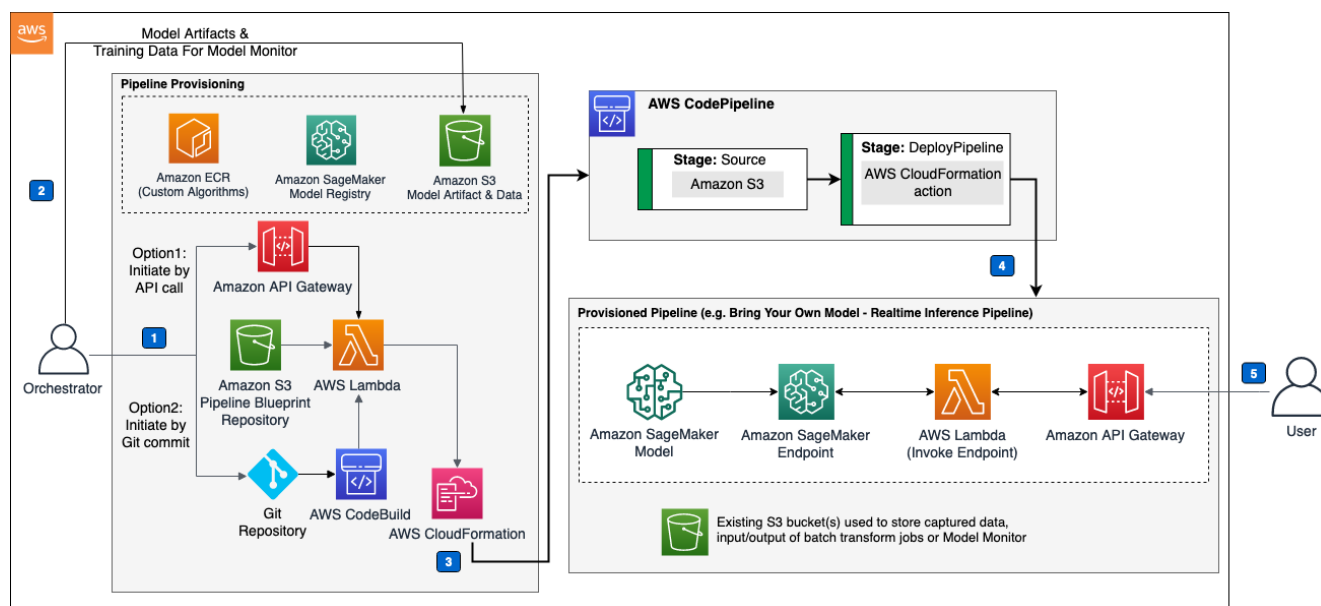 aws
Model Artifacts &
Training Data For Model Monitor
Pipeline Provisioning
Amazon ECR
(Custom Algorithms)
Amazon SageMaker
Model Registry
Amazon S3
Model Artifact & Data
2
Option1:
Initiate by
API call
Amazon API Gateway
1
Orchestrator
Amazon S3
Pipeline Blueprint
Repository
AWS Lambda
Option2:
Initiate by
Git commit
Git
Repository
AWS CodeBuild
AWS CloudFormation
3
AWS CodePipeline
Stage: Source
Amazon S3
Stage: DeployPipeline
AWS CloudFormation
action
4
Provisioned Pipeline (e.g. Bring Your Own Model - Realtime Inference Pipeline)
Amazon SageMaker
Model
Amazon SageMaker
Endpoint
AWS Lambda
(Invoke Endpoint)
Amazon API Gateway
5
User
Existing S3 bucket(s) used to store captured data,
input/output of batch transform jobs or Model Monitor